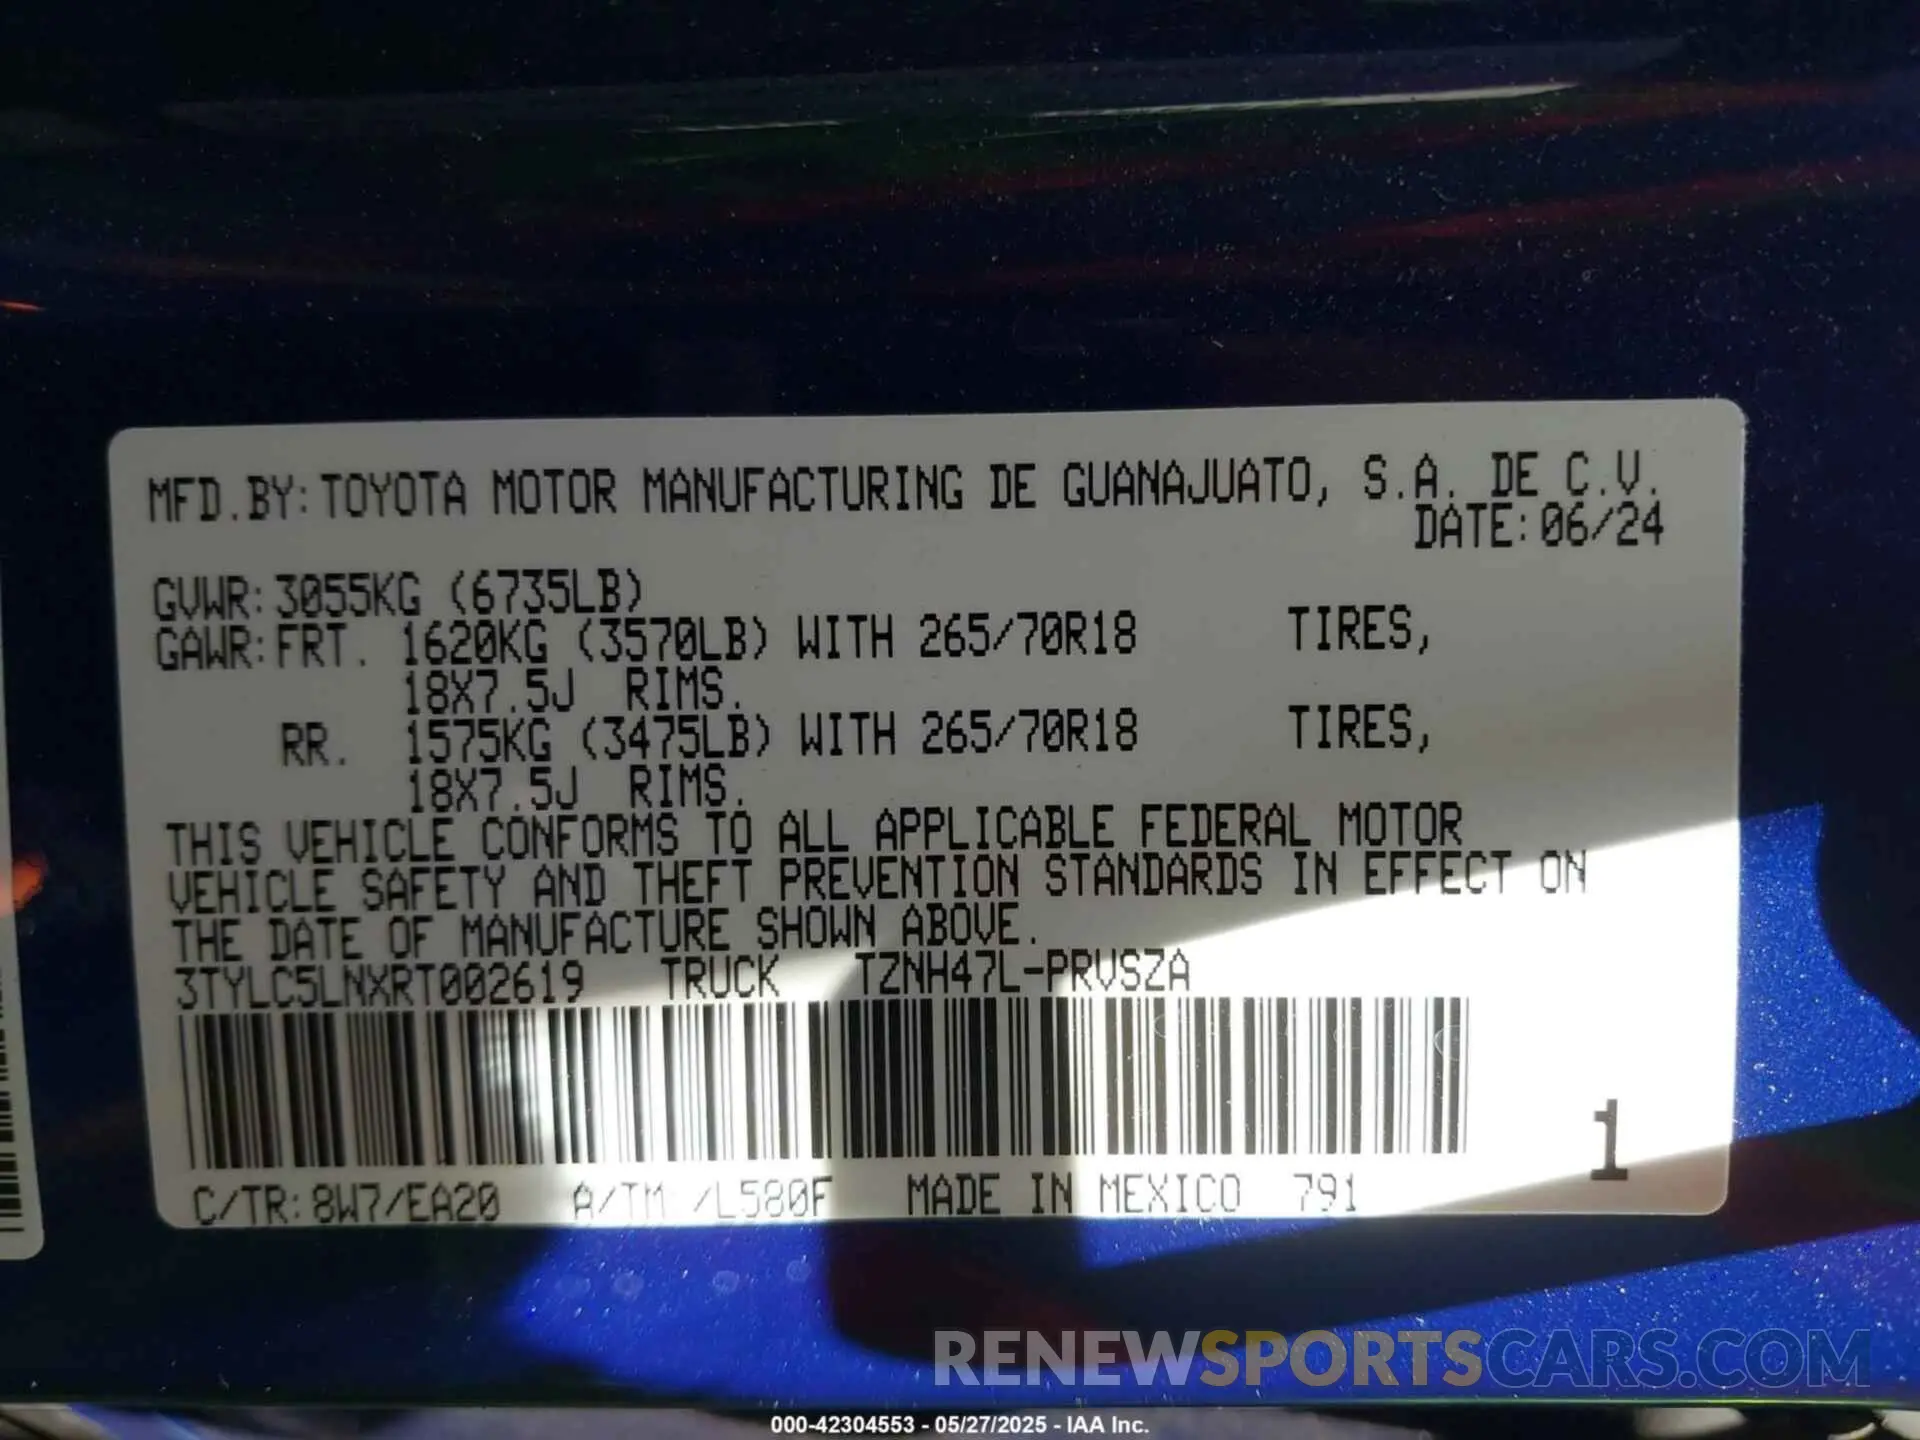 MFD.BY:TOYOTA MOTOR MANUFACTURING DE GUANAJUATO, S.A. DE C.V.
DATE:06/24
GVWR:3055KG (6735LB)
GAWR:FRT. 1620KG (3570LB) WITH 265/70R18 TIRES,
18X7.5J RIMS.
RR. 1575KG (3475LB) WITH 265/70R18 TIRES,
18X7.5J RIMS.
THIS VEHICLE CONFORMS TO ALL APPLICABLE FEDERAL MOTOR
VEHICLE SAFETY AND THEFT PREVENTION STANDARDS IN EFFECT ON
THE DATE OF MANUFACTURE SHOWN ABOVE.
3TYLC5LNXRT002619 TRUCK TZNH47L-PRVSZA
C/TR:8W7/EA20 A/TM: /L580F MADE IN MEXICO 791
1
RENEWSPORTSCARS.COM
000-42304553 - 05/27/2025 - IAA Inc.